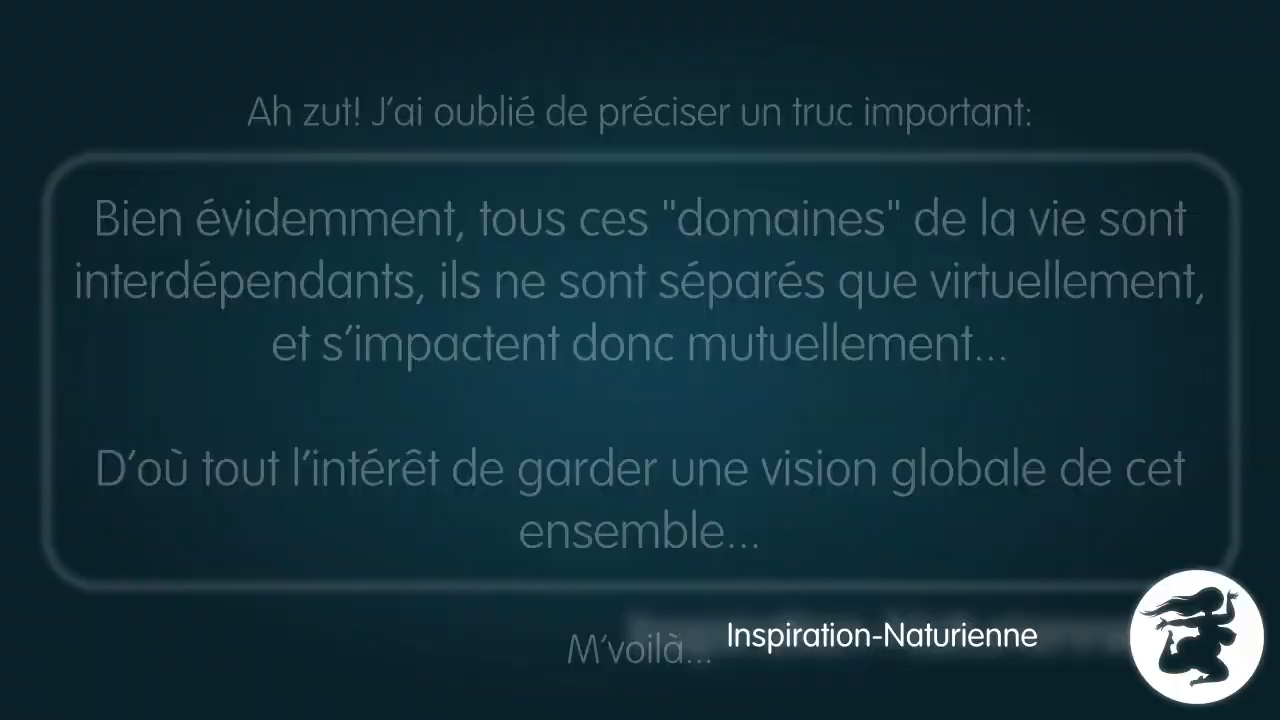 Ah zut! J’ai oublié de préciser un truc important:
Bien évidemment, tous ces "domaines" de la vie sont
interdépendants, ils ne sont séparés que virtuellement,
et s’impactent donc mutuellement...
D’où tout l’intérêt de garder une vision globale de cet
ensemble...
M’voilà...
Inspiration-Naturienne